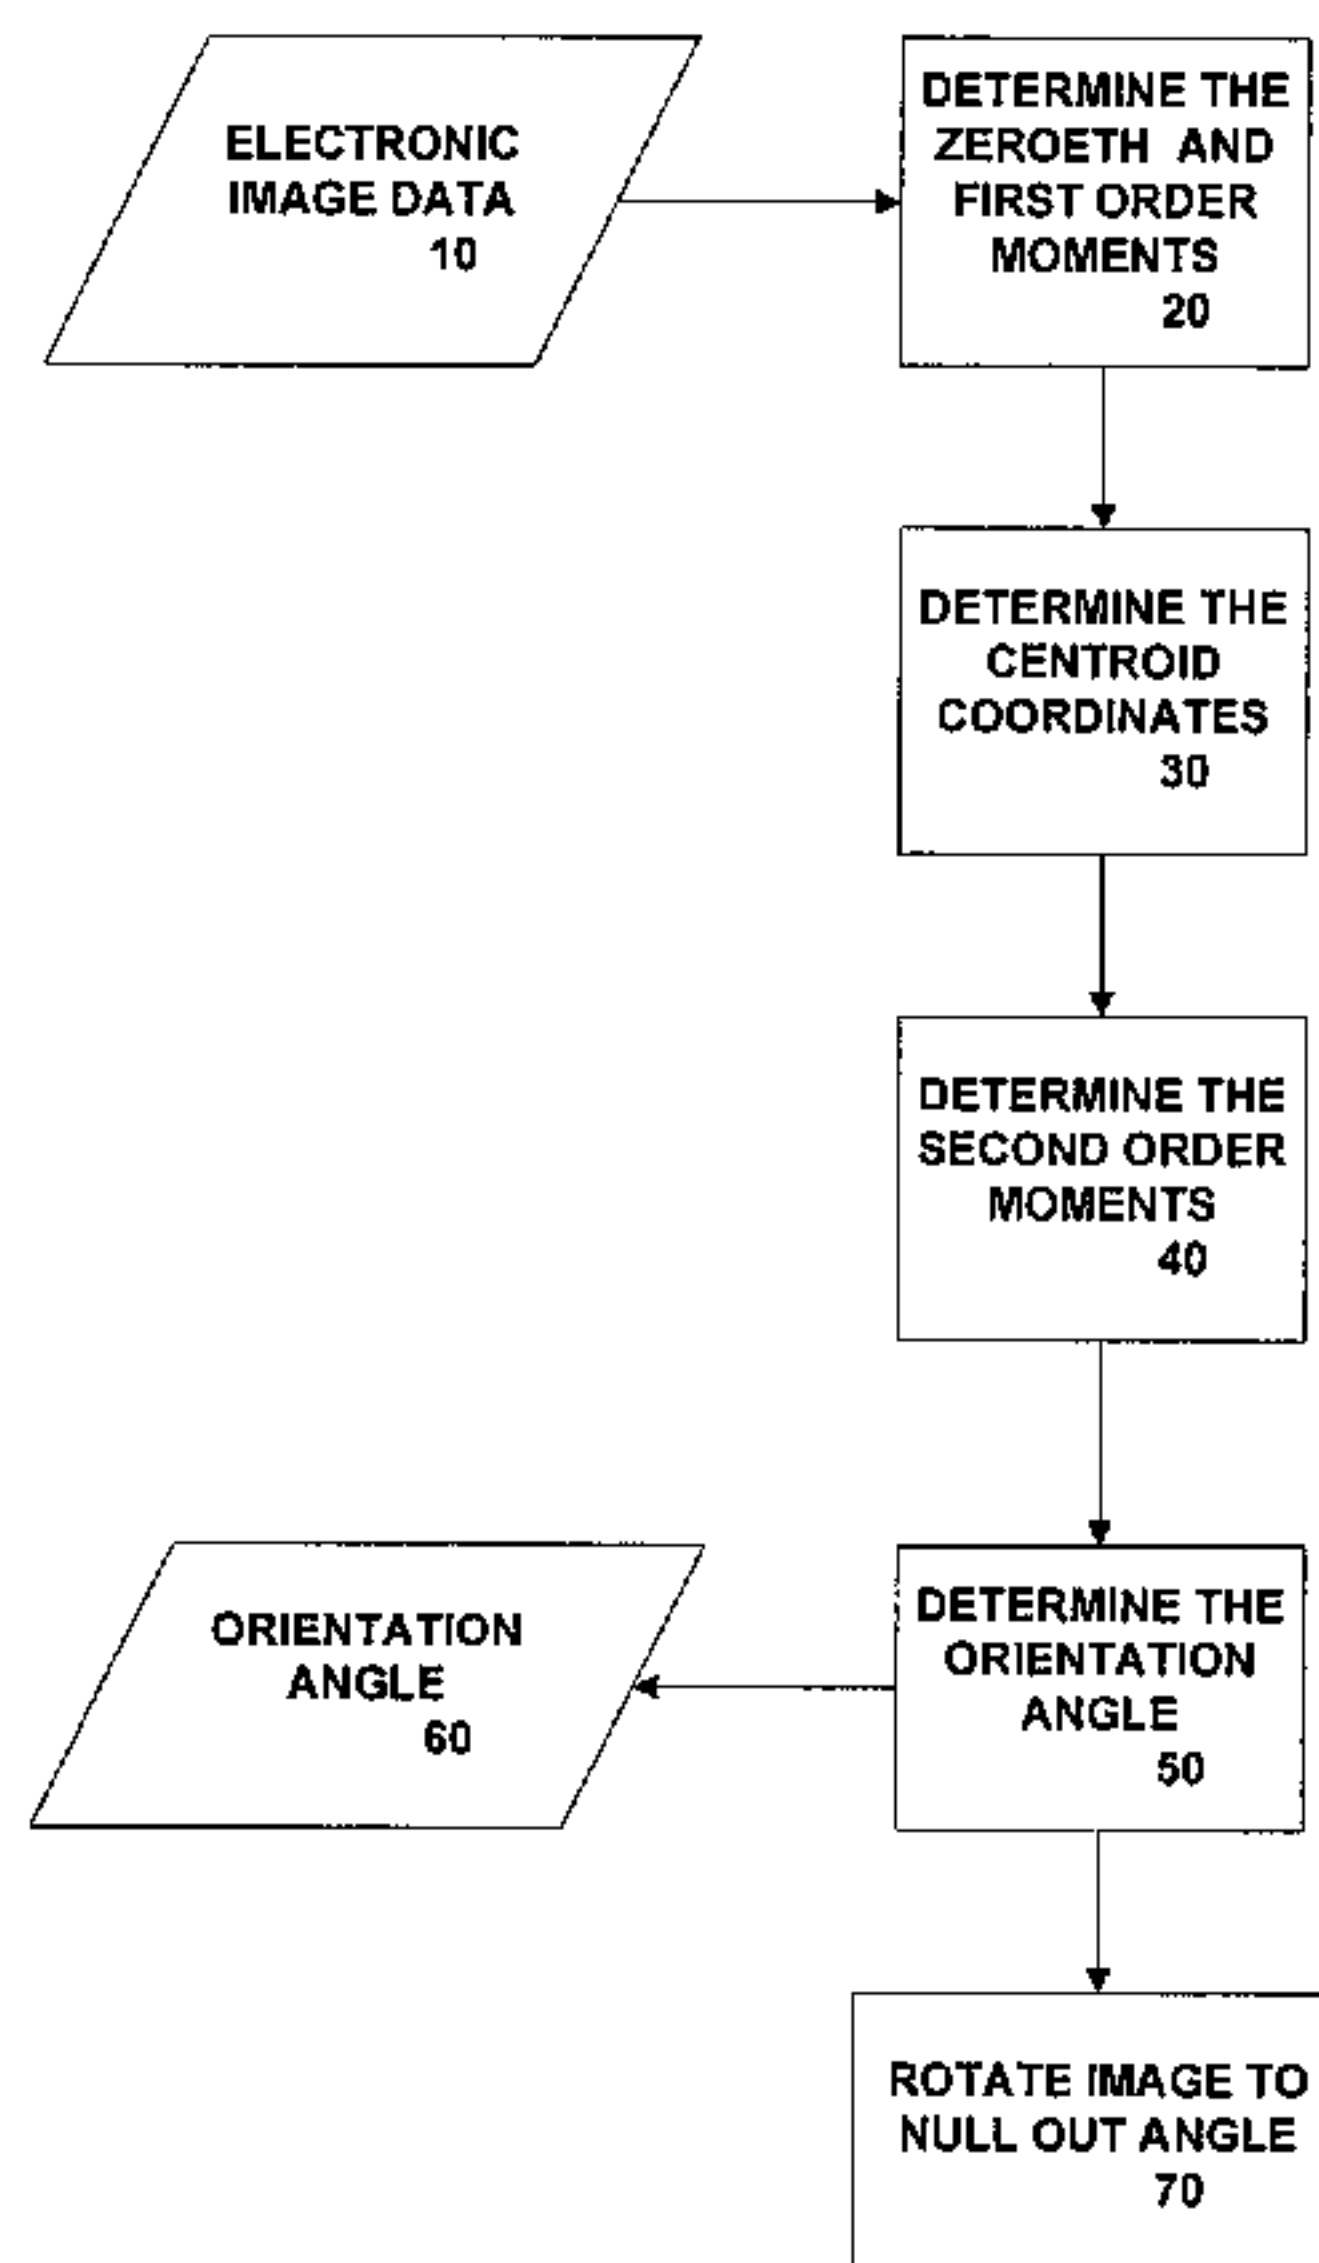 ELECTRONIC
IMAGE DATA
10
DETERMINE THE
ZEROETH AND
FIRST ORDER
MOMENTS
20
DETERMINE THE
CENTROID
COORDINATES
30
DETERMINE THE
SECOND ORDER
MOMENTS
40
DETERMINE THE
ORIENTATION
ANGLE
50
ORIENTATION
ANGLE
60
ROTATE IMAGE TO
NULL OUT ANGLE
70